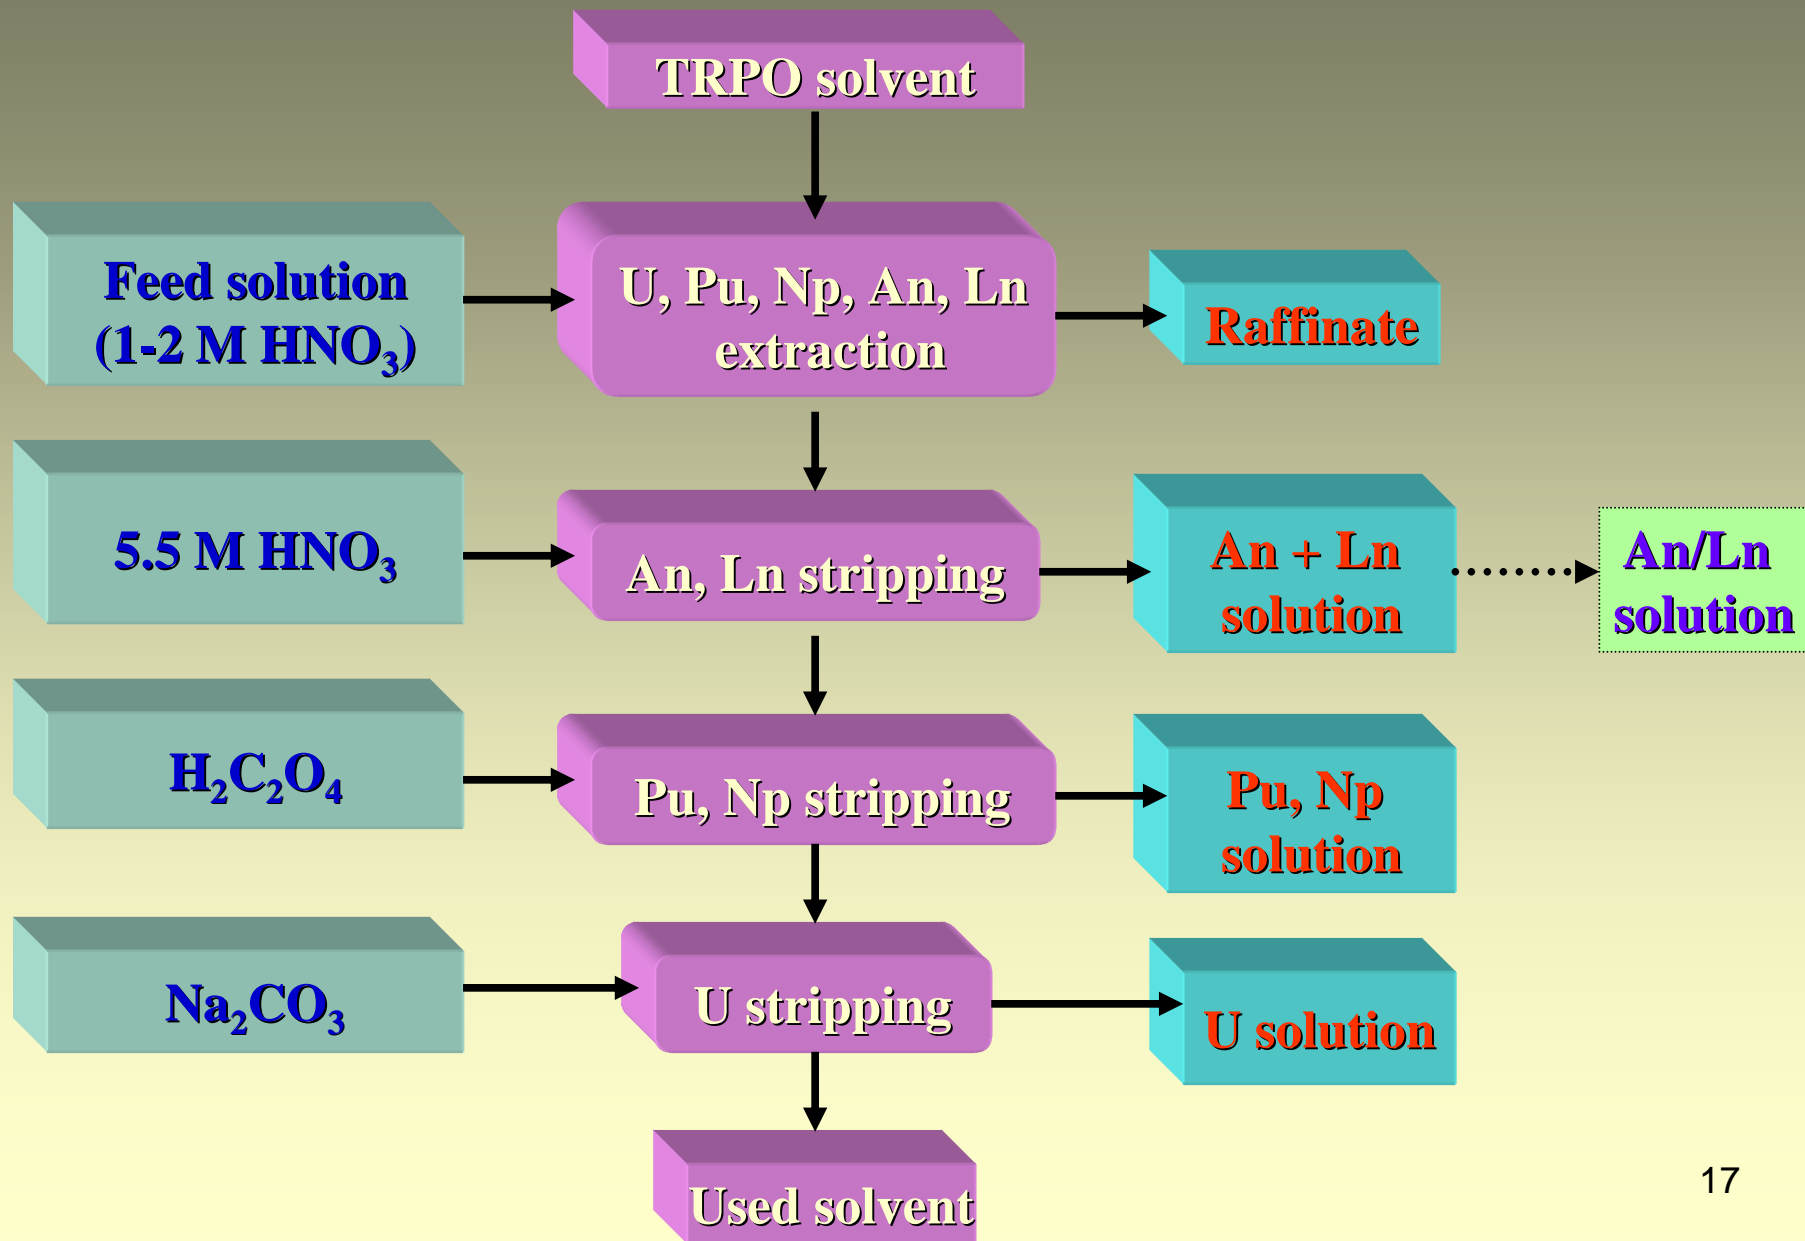 TRPO solvent
Feed solution
(1-2 M HNO₃)
U, Pu, Np, An, Ln
extraction
Raffinate
5.5 M HNO₃
An, Ln stripping
An + Ln
solution
An/Ln
solution
H₂C₂O₄
Pu, Np stripping
Pu, Np
solution
Na₂CO₃
U stripping
U solution
Used solvent
17